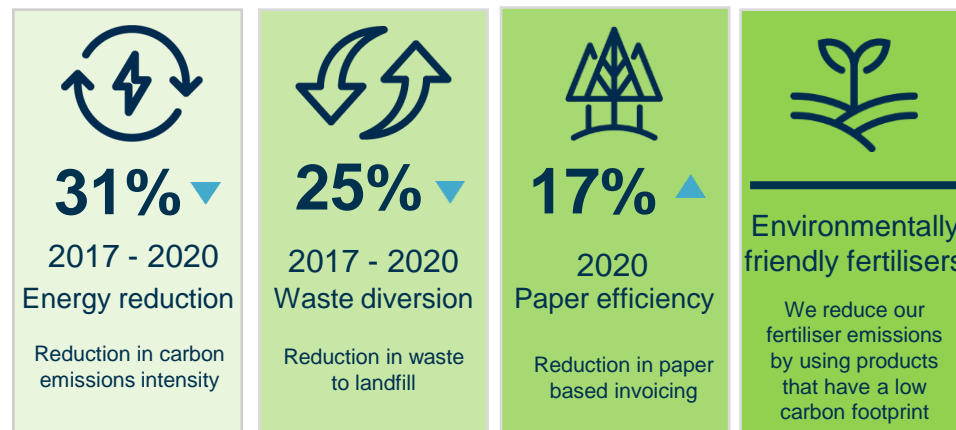 31%
2017 - 2020
Energy reduction
Reduction in carbon
emissions intensity
25%
2017 - 2020
Waste diversion
Reduction in waste
to landfill
17%
2020
Paper efficiency
Reduction in paper
based invoicing
Environmentally
friendly fertilisers
We reduce our
fertiliser emissions
by using products
that have a low
carbon footprint